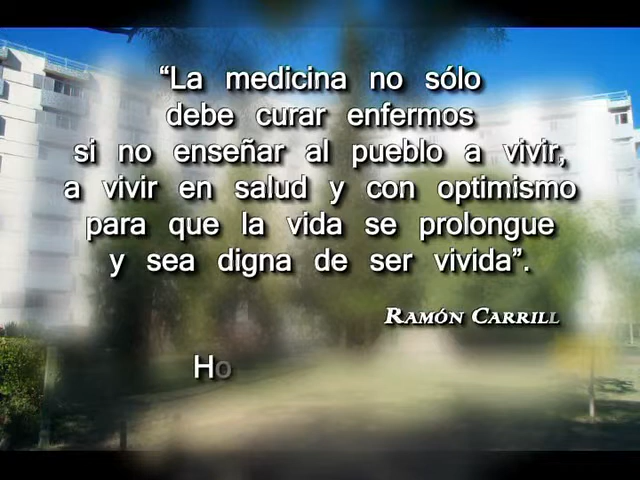 “La medicina no sólo
debe curar enfermos
si no enseñar al pueblo a vivir,
a vivir en salud y con optimismo
para que la vida se prolongue
y sea digna de ser vivida”.
RAMÓN CARRILL
Ho